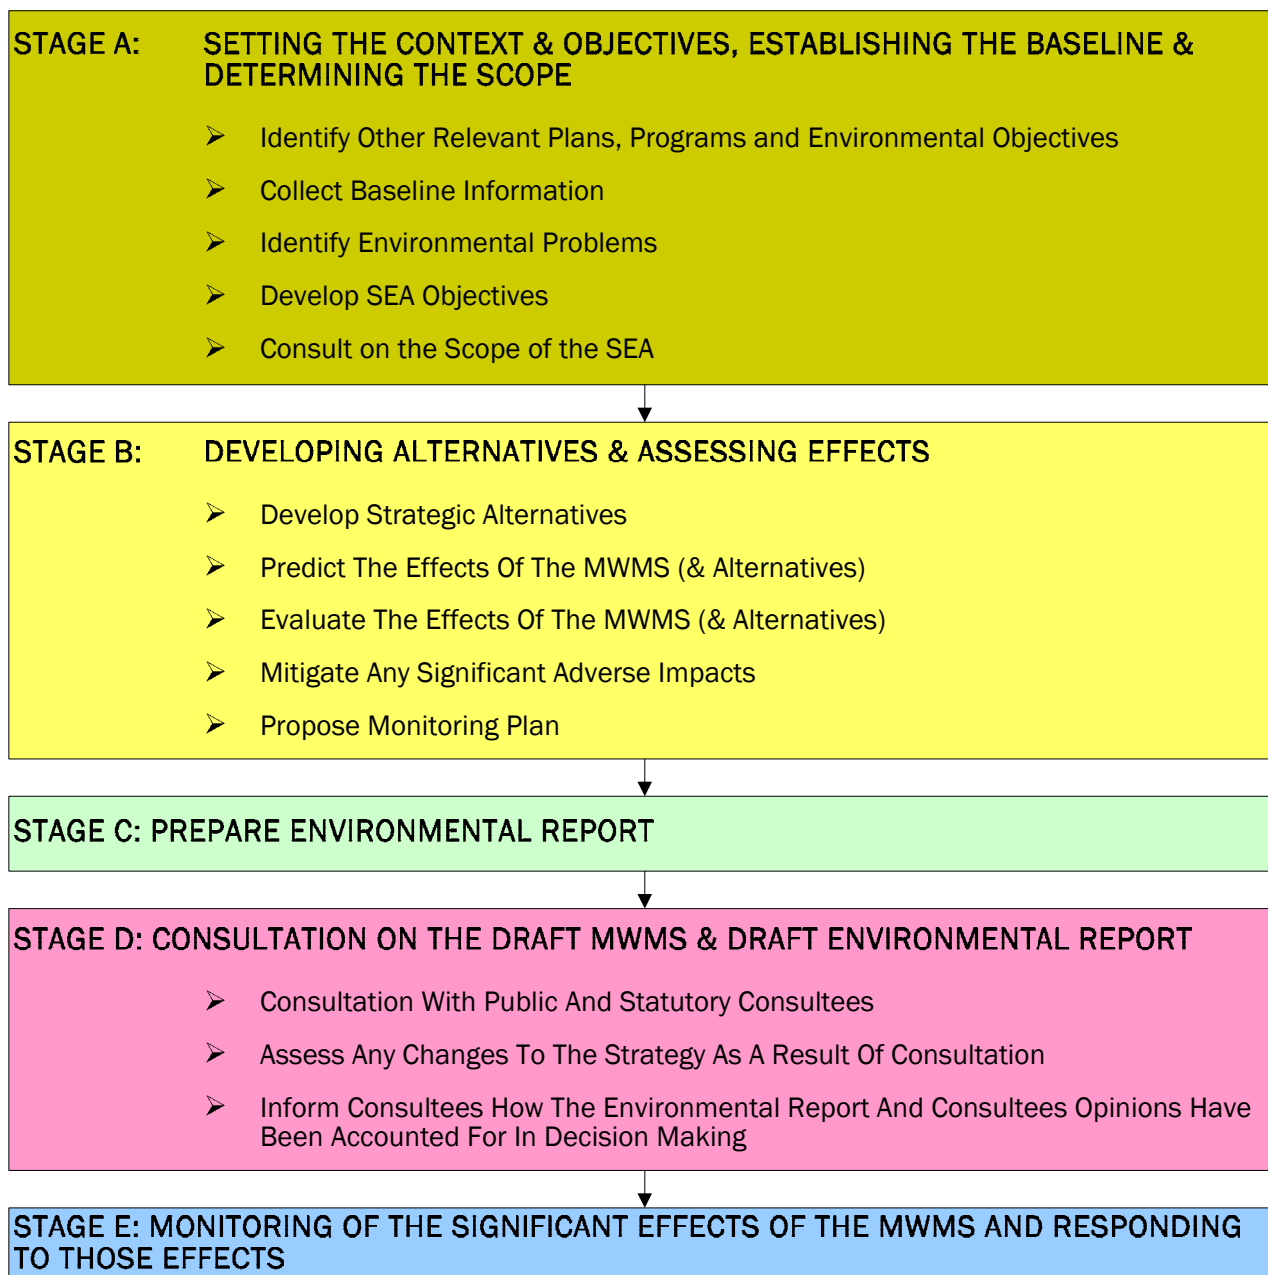 STAGE A: SETTING THE CONTEXT & OBJECTIVES, ESTABLISHING THE BASELINE &
DETERMINING THE SCOPE
➢ Identify Other Relevant Plans, Programs and Environmental Objectives
➢ Collect Baseline Information
➢ Identify Environmental Problems
➢ Develop SEA Objectives
➢ Consult on the Scope of the SEA
STAGE B: DEVELOPING ALTERNATIVES & ASSESSING EFFECTS
➢ Develop Strategic Alternatives
➢ Predict The Effects Of The MWMS (& Alternatives)
➢ Evaluate The Effects Of The MWMS (& Alternatives)
➢ Mitigate Any Significant Adverse Impacts
➢ Propose Monitoring Plan
STAGE C: PREPARE ENVIRONMENTAL REPORT
STAGE D: CONSULTATION ON THE DRAFT MWMS & DRAFT ENVIRONMENTAL REPORT
➢ Consultation With Public And Statutory Consultees
➢ Assess Any Changes To The Strategy As A Result Of Consultation
➢ Inform Consultees How The Environmental Report And Consultees Opinions Have
Been Accounted For In Decision Making
STAGE E: MONITORING OF THE SIGNIFICANT EFFECTS OF THE MWMS AND RESPONDING
TO THOSE EFFECTS